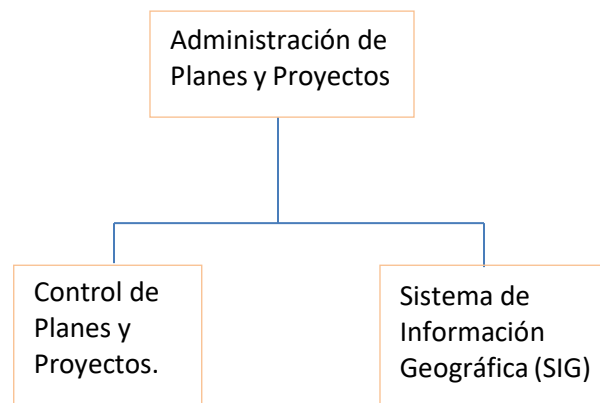 Administración de
Planes y Proyectos
Control de
Planes y
Proyectos.
Sistema de
Información
Geográfica (SIG)